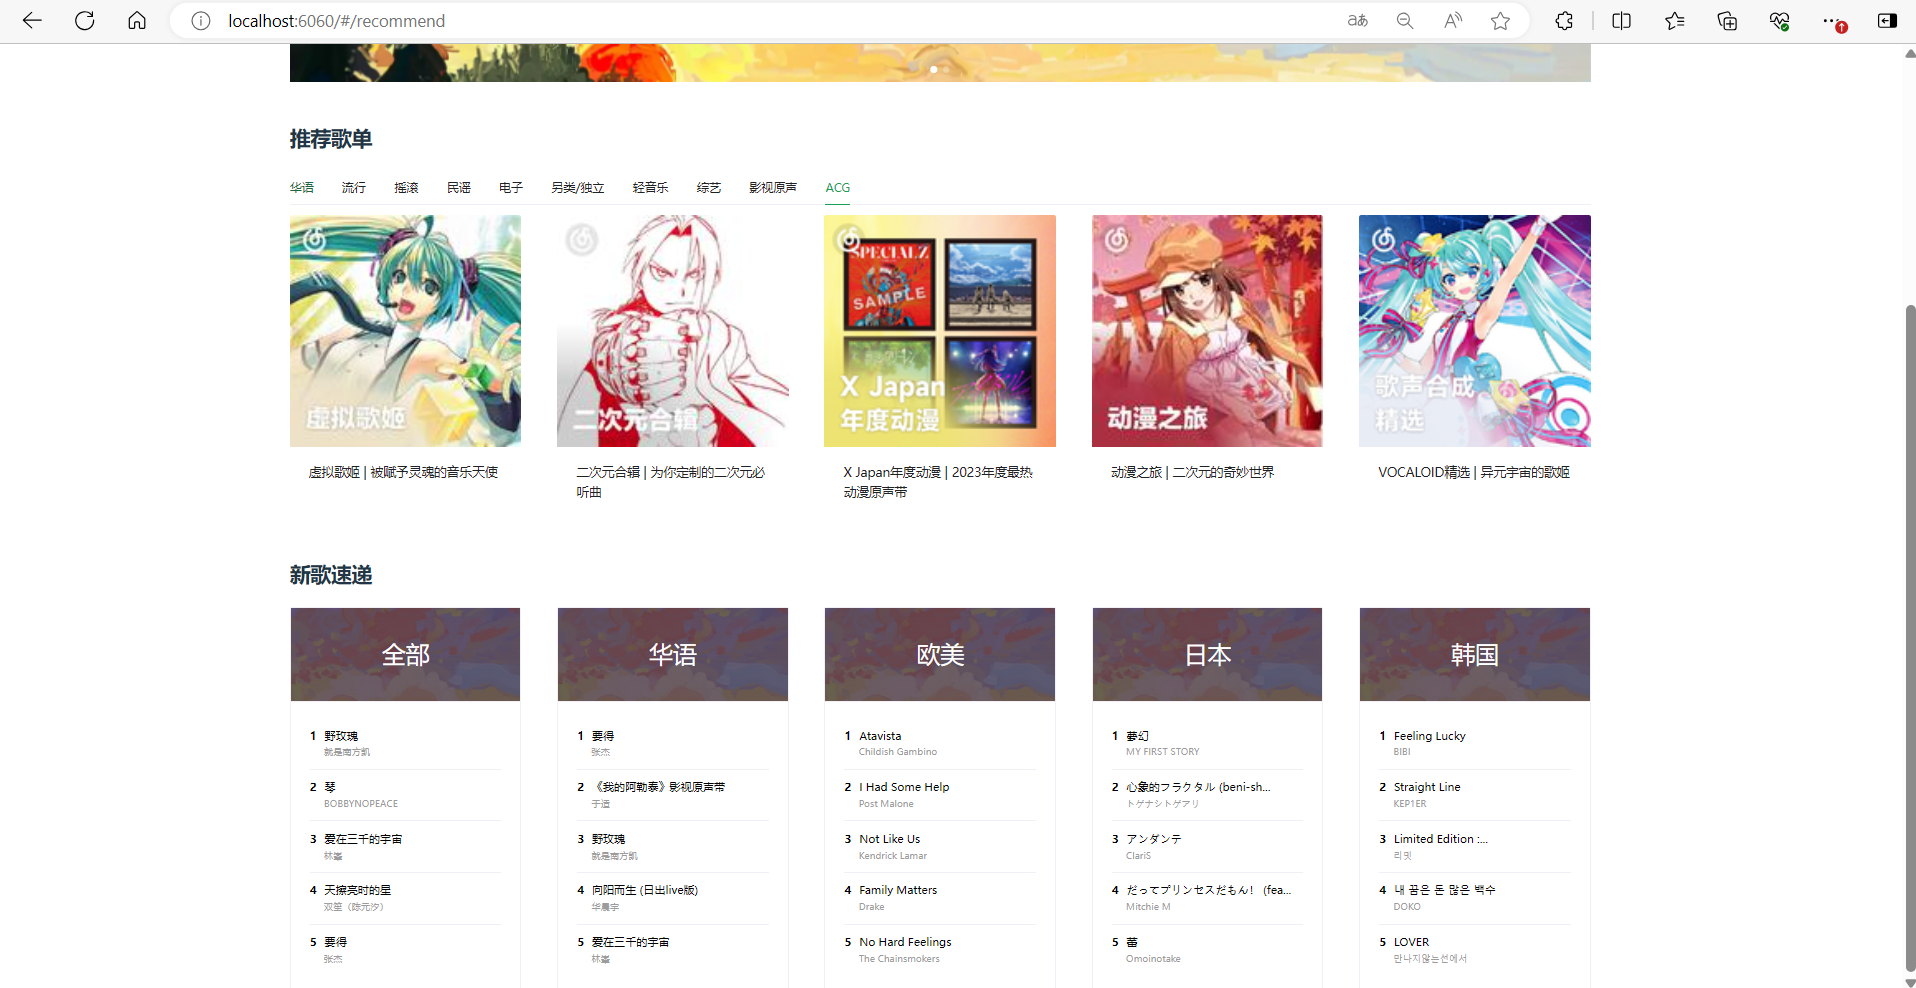 localhost:6060/#/recommend
推荐歌单
华语 流行 摇滚 民谣 电子 另类/独立 轻音乐 综艺 影视原声 ACG
虚拟歌姬
二次元合辑
SPECIALZ
SAMPLE
X Japan
年度动漫
动漫之旅
歌声合成
精选
虚拟歌姬 | 被赋予灵魂的音乐天使
二次元合辑 | 为你定制的二次元必
听曲
X Japan年度动漫 | 2023年度最热
动漫原声带
动漫之旅 | 二次元的奇妙世界
VOCALOID精选 | 异元宇宙的歌姬
新歌速递
全部
1 野玫瑰
就是南方凯
2 琴
BOBBYNOPEACE
3 爱在三千的宇宙
林峯
4 天擦亮时的星
双笙（陈元汐）
5 要得
张杰
华语
1 要得
张杰
2 《我的阿勒泰》影视原声带
于适
3 野玫瑰
就是南方凯
4 向阳而生 (日出live版)
华晨宇
5 爱在三千的宇宙
林峯
欧美
1 Atavista
Childish Gambino
2 I Had Some Help
Post Malone
3 Not Like Us
Kendrick Lamar
4 Family Matters
Drake
5 No Hard Feelings
The Chainsmokers
日本
1 夢幻
MY FIRST STORY
2 心象的フラクタル (beni-sh...
トゲナシトゲアリ
3 アンダンテ
ClariS
4 だってプリンセスだもん！ (fea...
Mitchie M
5 蕾
Omoinotake
韩国
1 Feeling Lucky
BIBI
2 Straight Line
KEP1ER
3 Limited Edition :...
리밋
4 내 꿈은 돈 많은 백수
DOKO
5 LOVER
만나지않는선에서